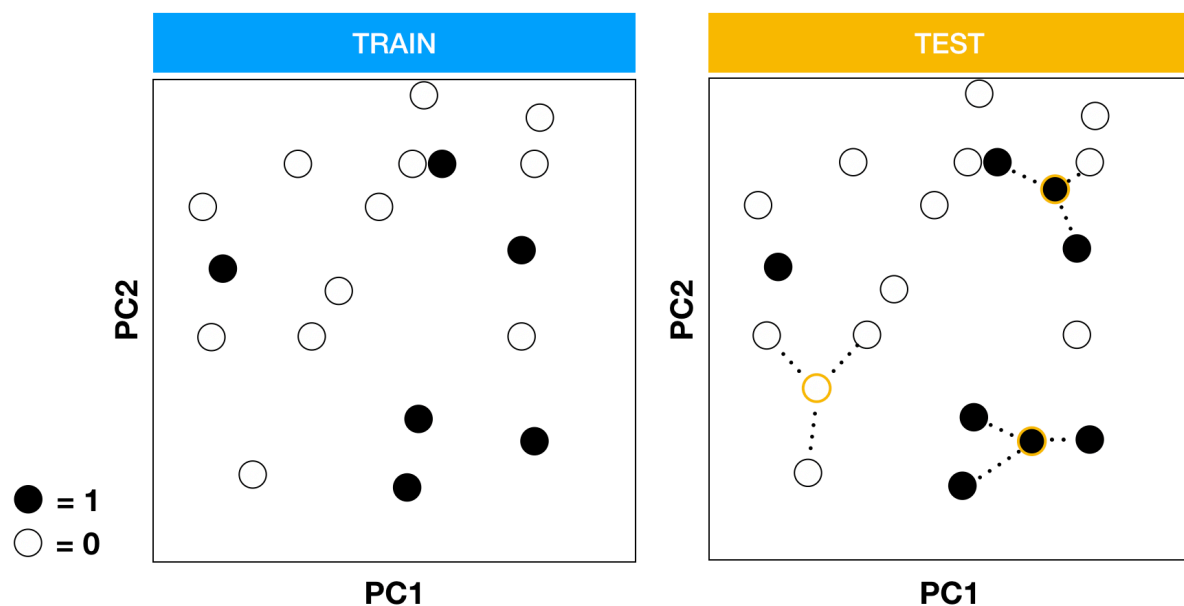 TRAIN
TEST
PC2
PC2
= 1
= 0
PC1
PC1